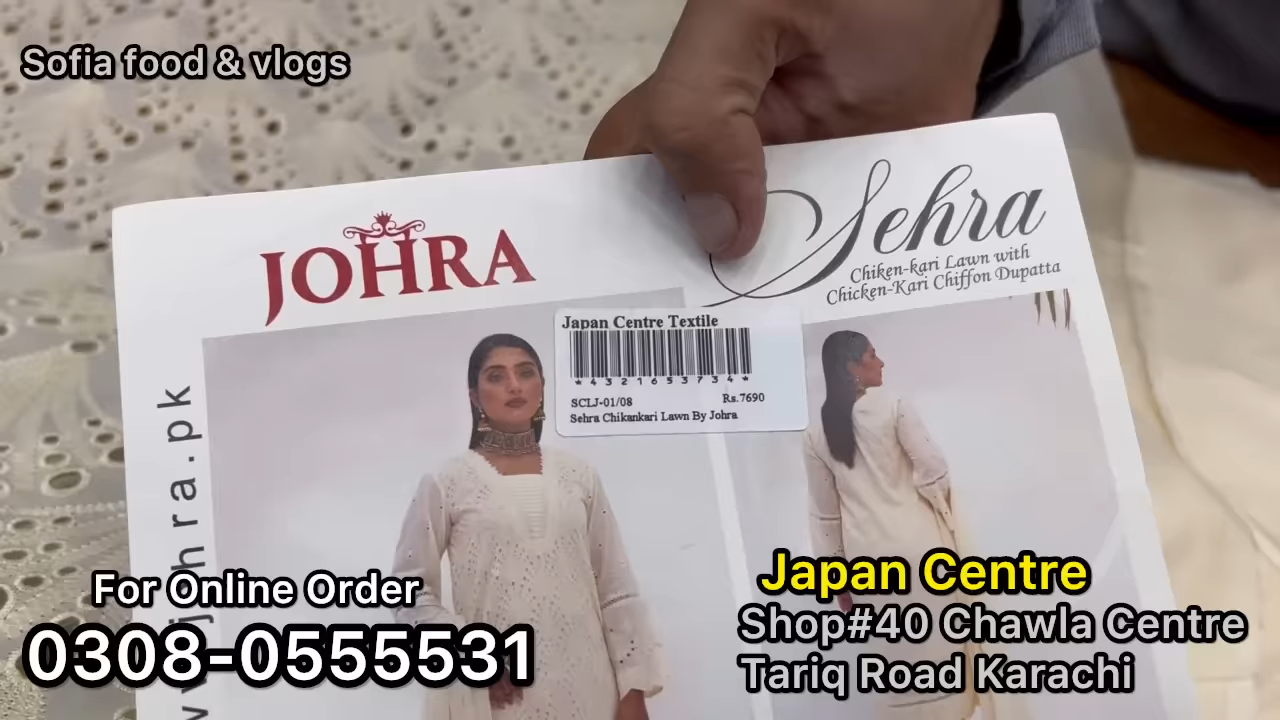 Sofia food & vlogs
JOHRA
Sehra
Chiken-kari Lawn with
Chicken-Kari Chiffon Dupatta
Japan Centre Textile
*4321653734*
SCLJ-01/08 Rs.7690
Sehra Chikankari Lawn By Johra
johra.pk
For Online Order
0308-0555531
Japan Centre
Shop#40 Chawla Centre
Tariq Road Karachi